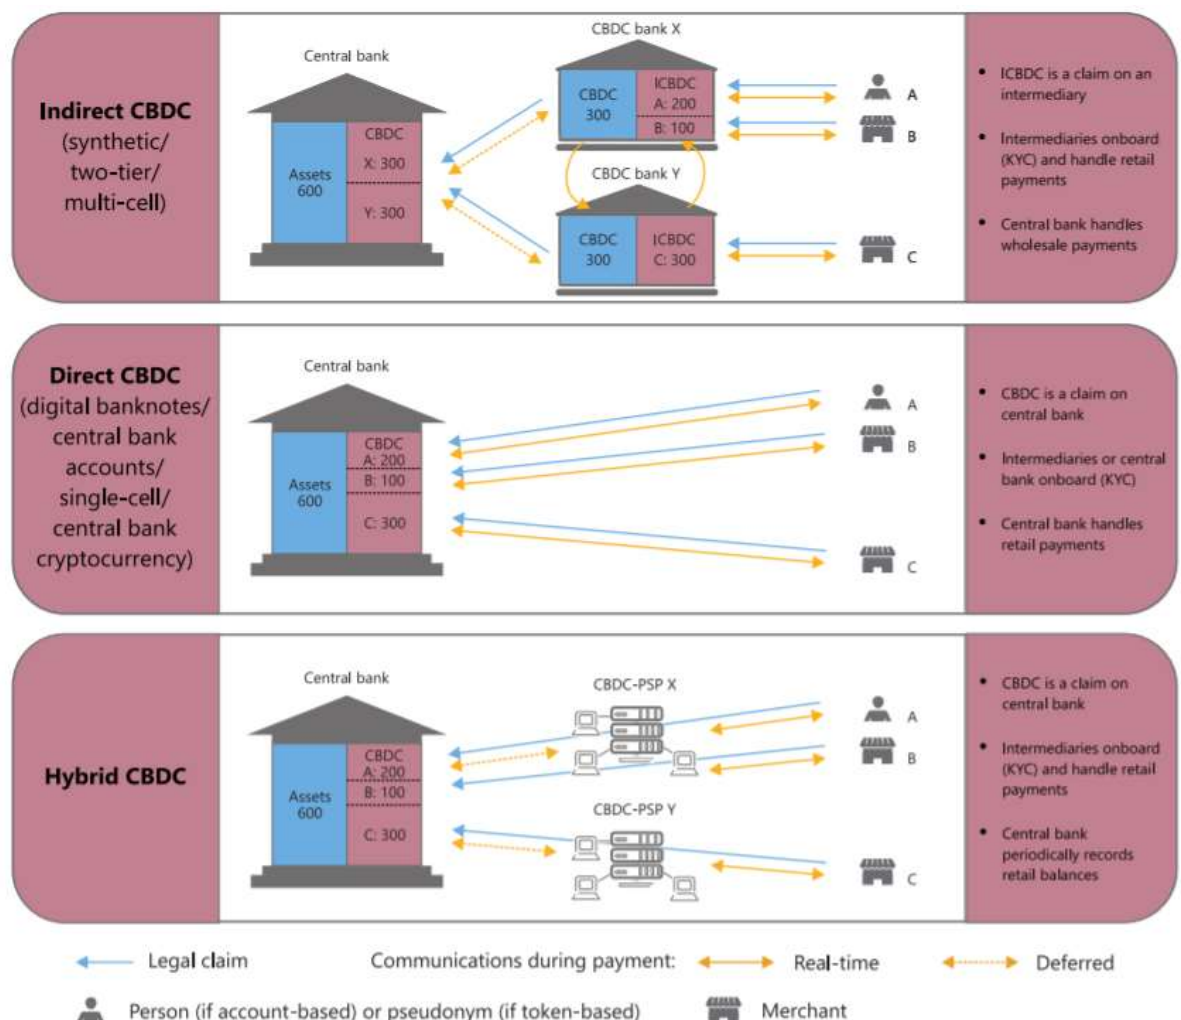 Indirect CBDC
(synthetic/
two-tier/
multi-cell)
Central bank
Assets
600
CBDC
X: 300
Y: 300
CBDC bank X
CBDC
300
ICBDC
A: 200
B: 100
CBDC bank Y
CBDC
300
ICBDC
C: 300
A
B
C
• ICBDC is a claim on an
intermediary
• Intermediaries onboard
(KYC) and handle retail
payments
• Central bank handles
wholesale payments
Direct CBDC
(digital banknotes/
central bank
accounts/
single-cell/
central bank
cryptocurrency)
Central bank
Assets
600
CBDC
A: 200
B: 100
C: 300
A
B
C
• CBDC is a claim on
central bank
• Intermediaries or central
bank onboard (KYC)
• Central bank handles
retail payments
Hybrid CBDC
Central bank
Assets
600
CBDC
A: 200
B: 100
C: 300
CBDC-PSP X
CBDC-PSP Y
A
B
C
• CBDC is a claim on
central bank
• Intermediaries onboard
(KYC) and handle retail
payments
• Central bank
periodically records
retail balances
Legal claim
Communications during payment:
Real-time
Deferred
Person (if account-based) or pseudonym (if token-based)
Merchant